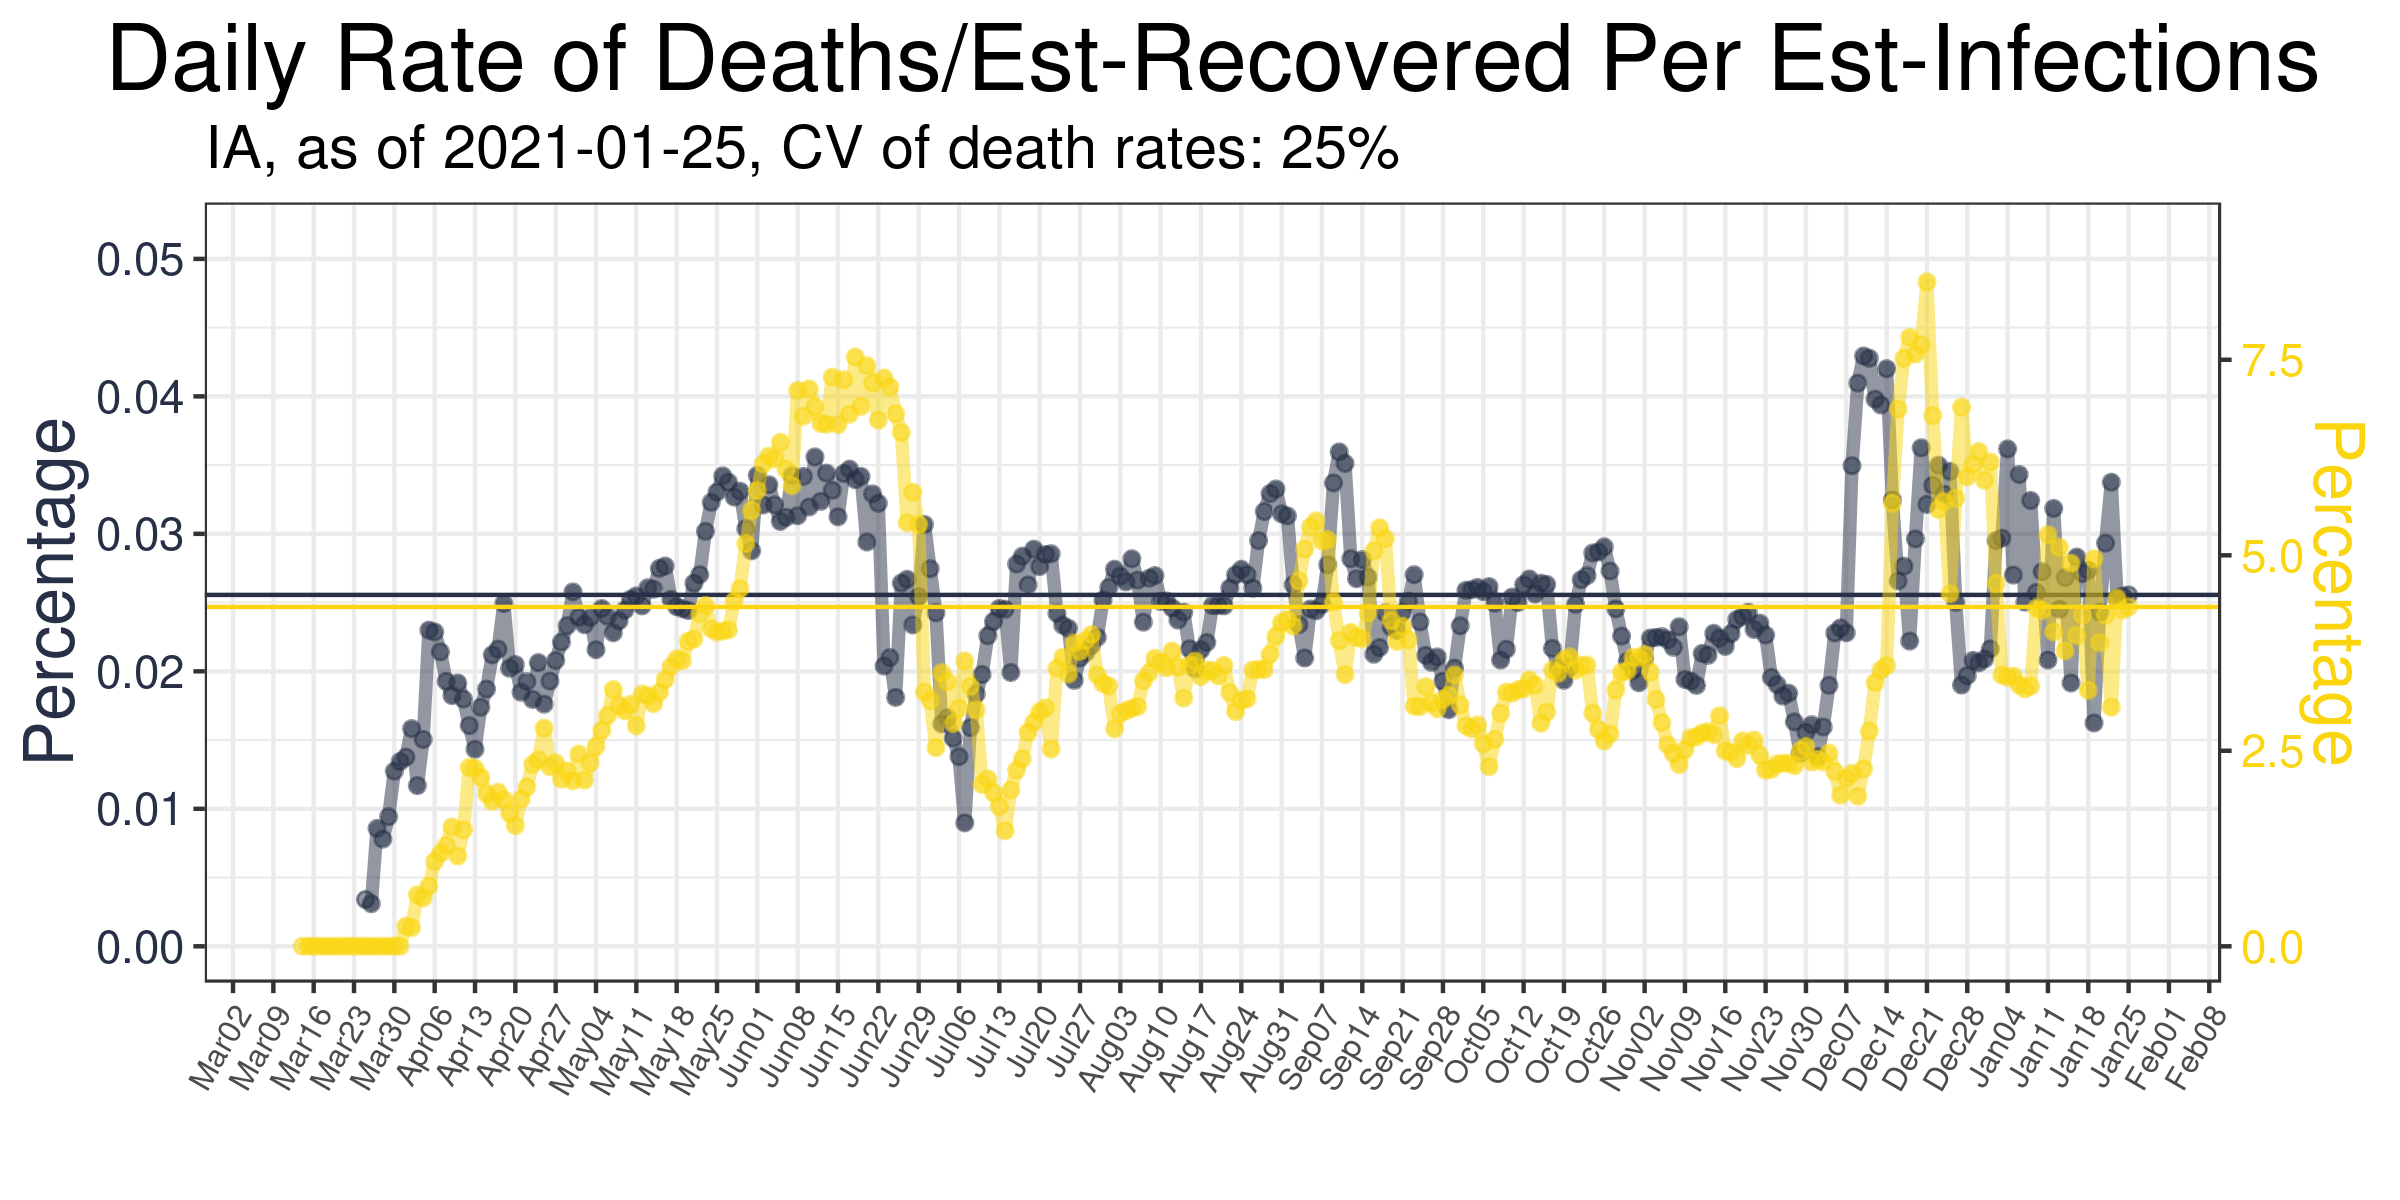 Daily Rate of Deaths/Est-Recovered Per Est-Infections
IA, as of 2021-01-25, CV of death rates: 25%
Percentage
0.05
0.04
0.03
0.02
0.01
0.00
7.5
5.0
2.5
0.0
Percentage
Mar02 Mar09 Mar16 Mar23 Mar30 Apr06 Apr13 Apr20 Apr27 May04 May11 May18 May25 Jun01 Jun08 Jun15 Jun22 Jun29 Jul06 Jul13 Jul20 Jul27 Aug03 Aug10 Aug17 Aug24 Aug31 Sep07 Sep14 Sep21 Sep28 Oct05 Oct12 Oct19 Oct26 Nov02 Nov09 Nov16 Nov23 Nov30 Dec07 Dec14 Dec21 Dec28 Jan04 Jan11 Jan18 Jan25 Feb01 Feb08